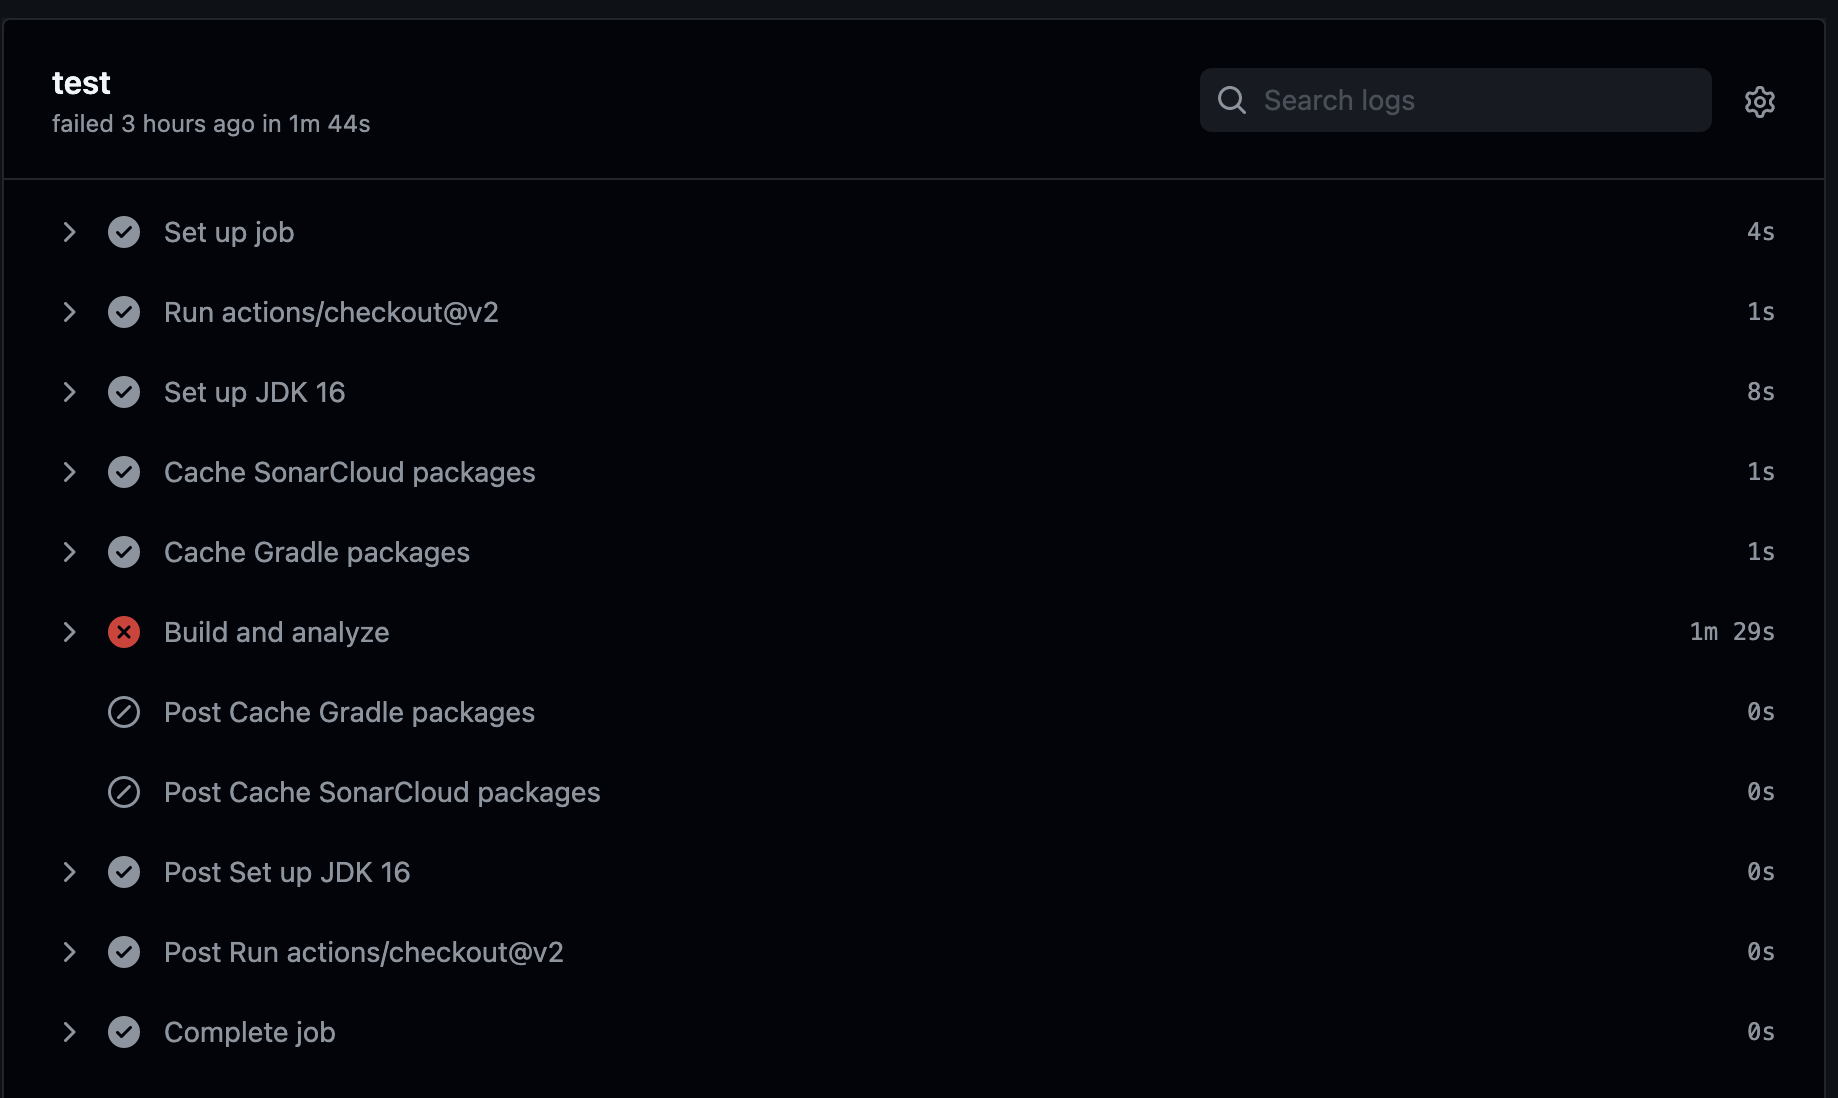 test
failed 3 hours ago in 1m 44s
Search logs
Set up job 4s
Run actions/checkout@v2 1s
Set up JDK 16 8s
Cache SonarCloud packages 1s
Cache Gradle packages 1s
Build and analyze 1m 29s
Post Cache Gradle packages 0s
Post Cache SonarCloud packages 0s
Post Set up JDK 16 0s
Post Run actions/checkout@v2 0s
Complete job 0s